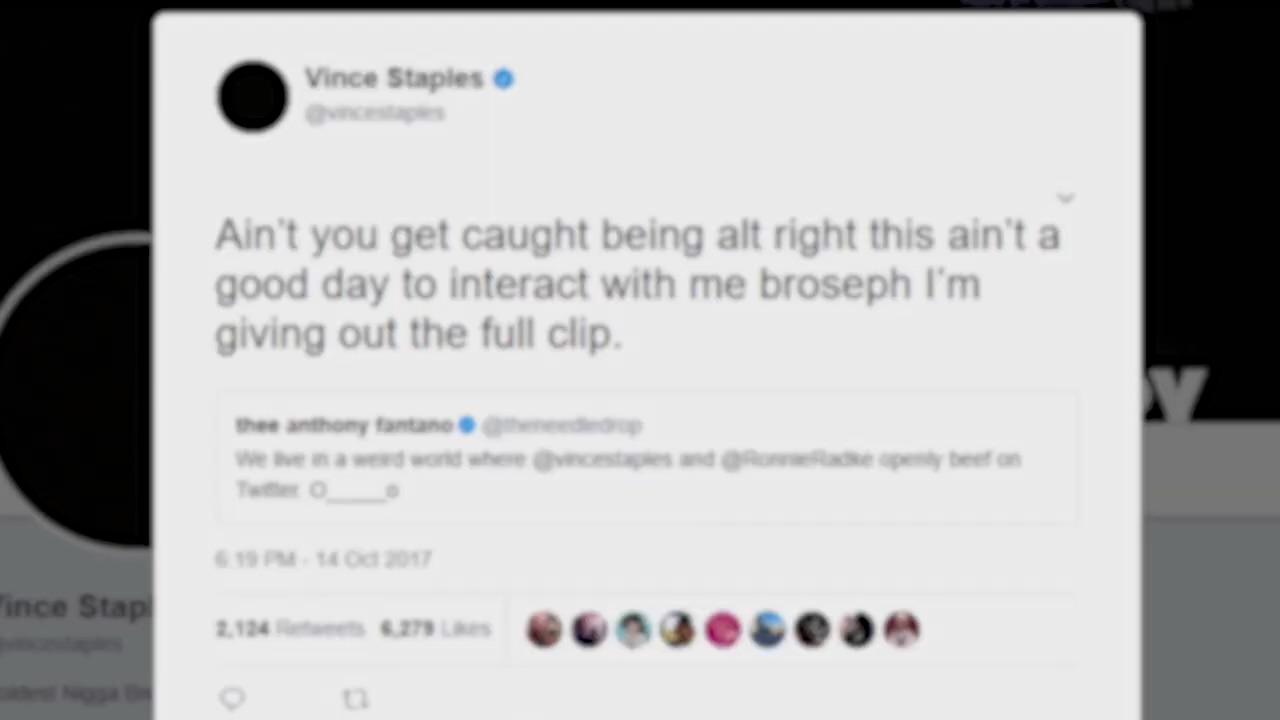 Vince Staples
@vincestaples
Ain't you get caught being alt right this ain't a
good day to interact with me broseph I'm
giving out the full clip.
thee anthony fantano @theneedledrop
We live in a weird world where @vincestaples and @RonnieRadke openly beef on
Twitter. O_____o
6:19 PM - 14 Oct 2017
2,124 Retweets 6,279 Likes
Vince Stapl
@vincestaples